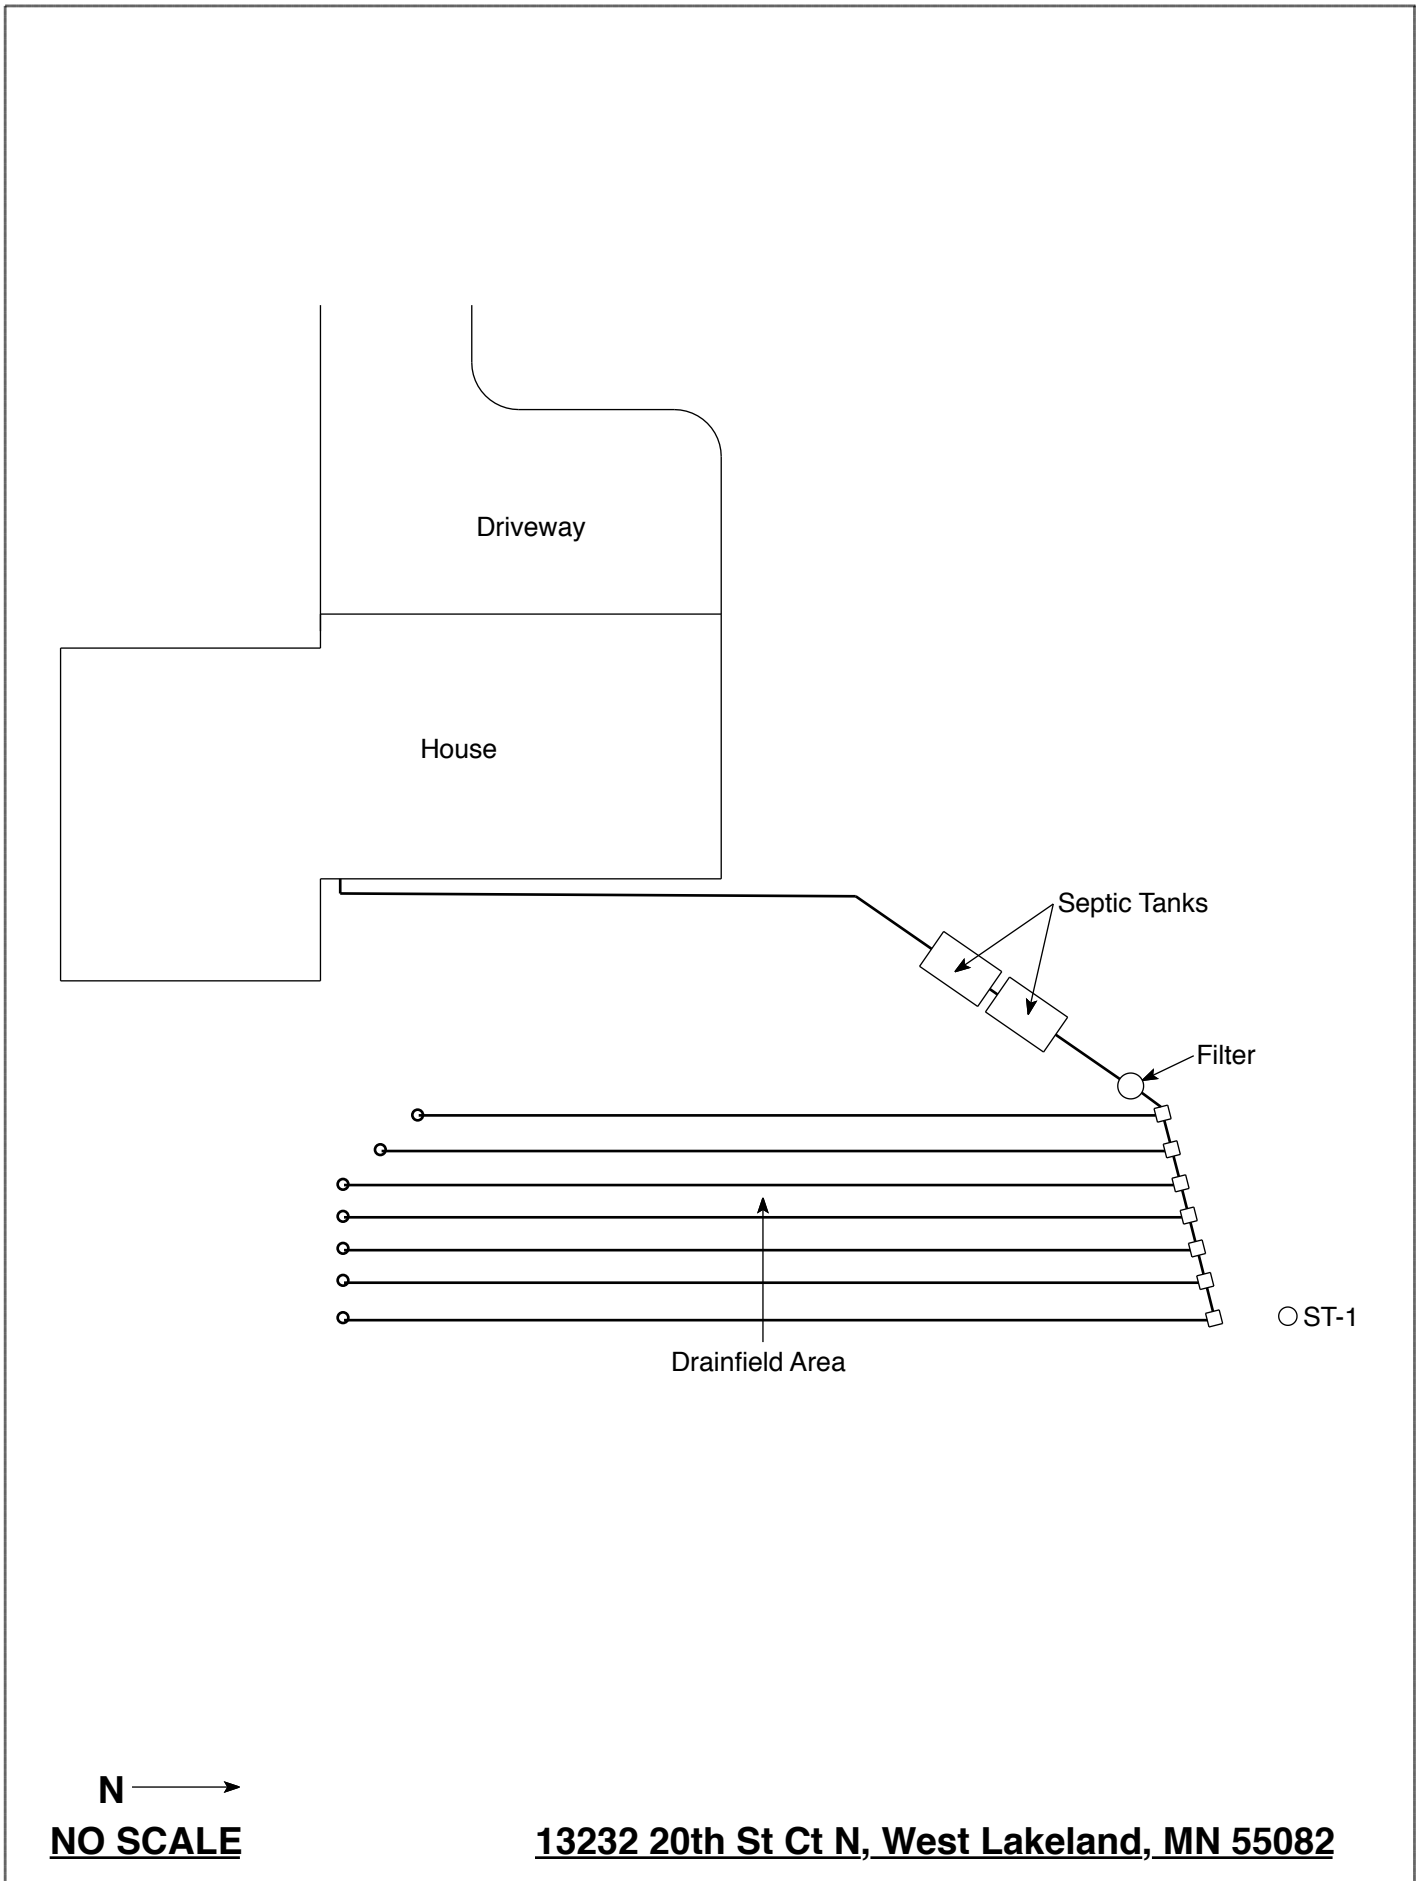 Driveway
House
Septic Tanks
Filter
ST-1
Drainfield Area
N
NO SCALE
13232 20th St Ct N, West Lakeland, MN 55082